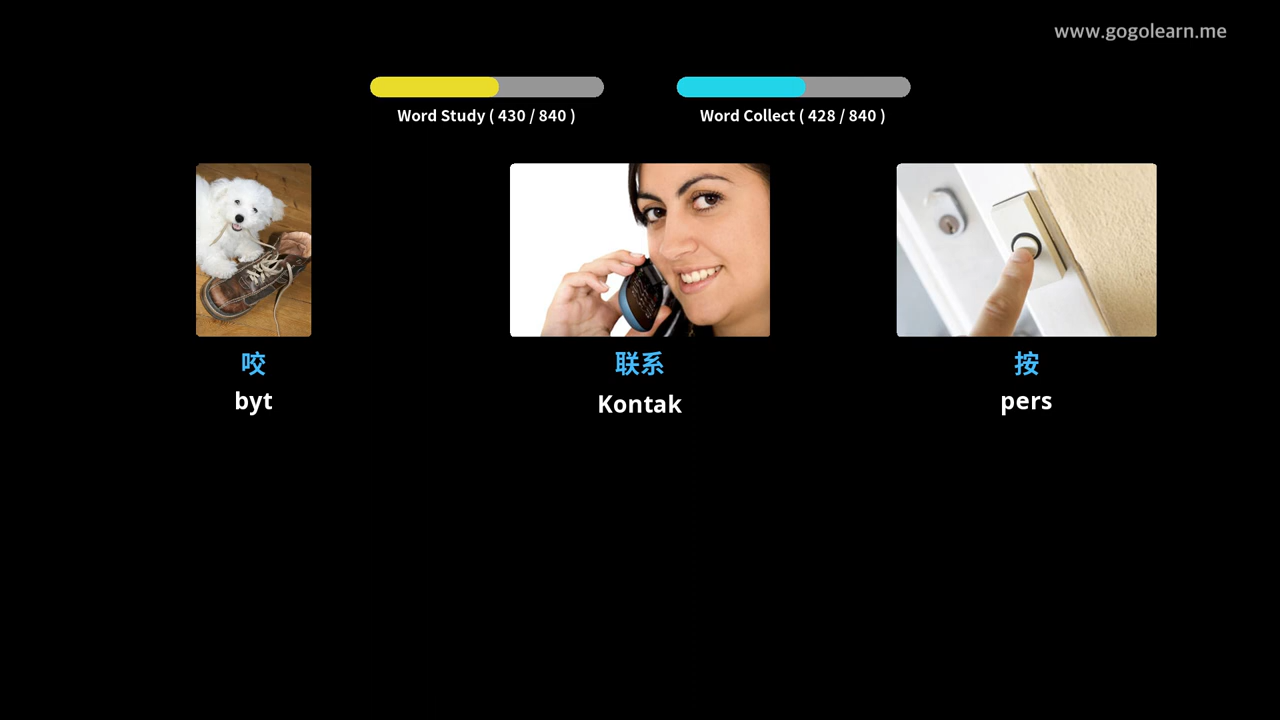 www.gogolearn.me
Word Study ( 430 / 840 )
Word Collect ( 428 / 840 )
咬
联系
按
byt
Kontak
pers